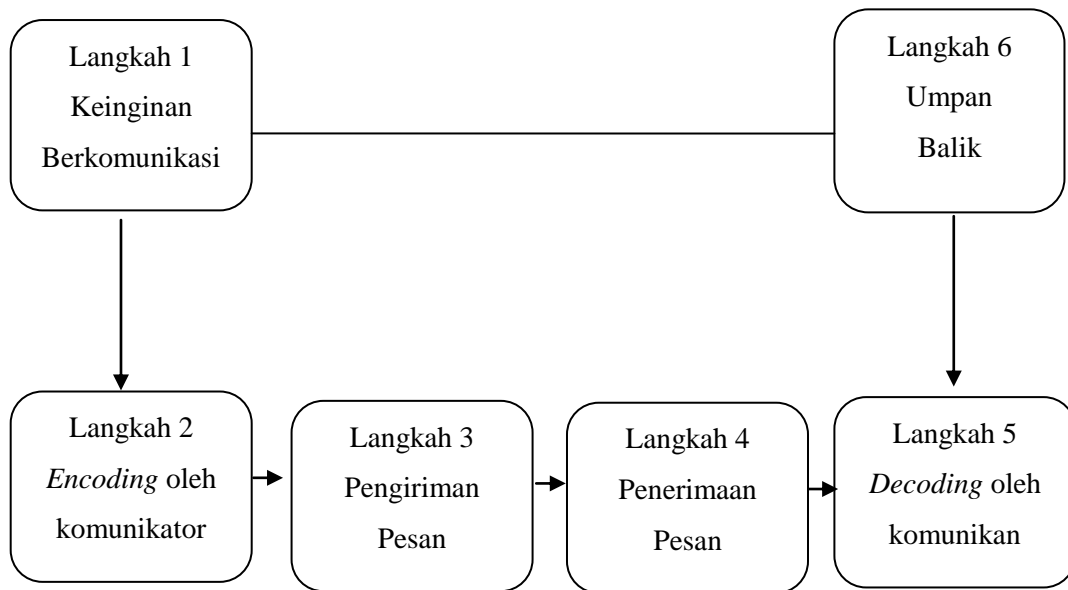 Langkah 1
Keinginan
Berkomunikasi
Langkah 6
Umpan
Balik
Langkah 2
Encoding oleh
komunikator
Langkah 3
Pengiriman
Pesan
Langkah 4
Penerimaan
Pesan
Langkah 5
Decoding oleh
komunikan